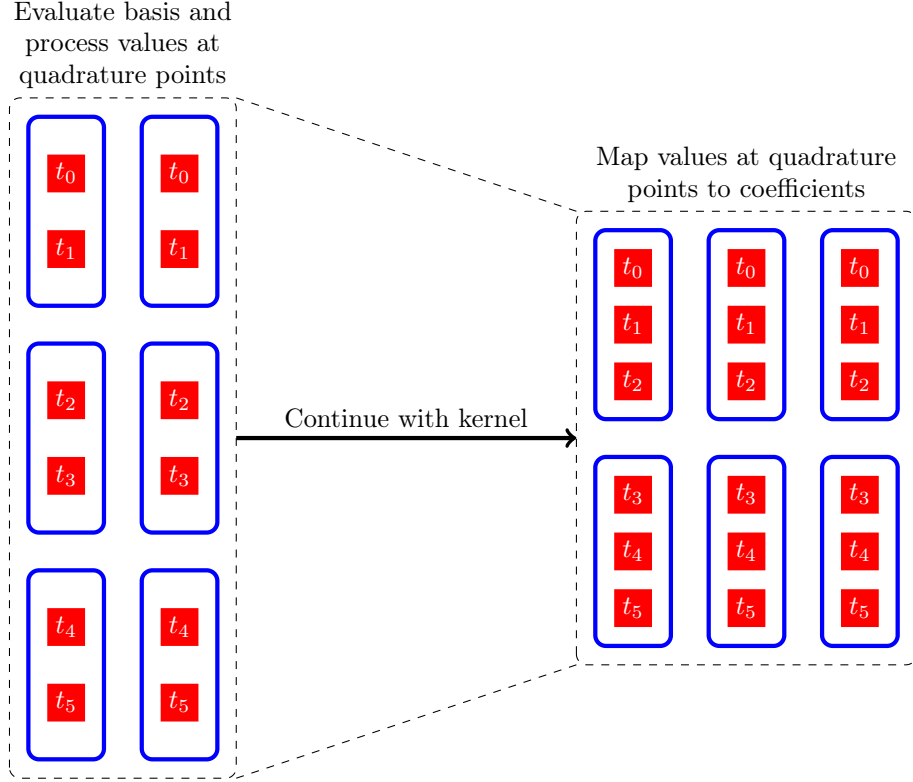 Evaluate basis and
process values at
quadrature points
t₀ t₀
t₁ t₁
t₂ t₂
t₃ t₃
t₄ t₄
t₅ t₅
Continue with kernel
Map values at quadrature
points to coefficients
t₀ t₀ t₀
t₁ t₁ t₁
t₂ t₂ t₂
t₃ t₃ t₃
t₄ t₄ t₄
t₅ t₅ t₅